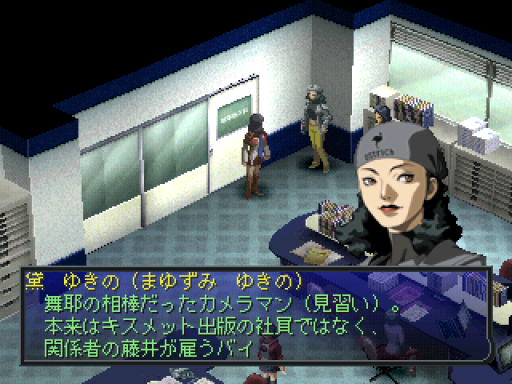 OSTRICH
黛　ゆきの（まゆずみ　ゆきの）
舞耶の相棒だったカメラマン（見習い）。
本来はキスメット出版の社員ではなく、
関係者の藤井が雇うバイ